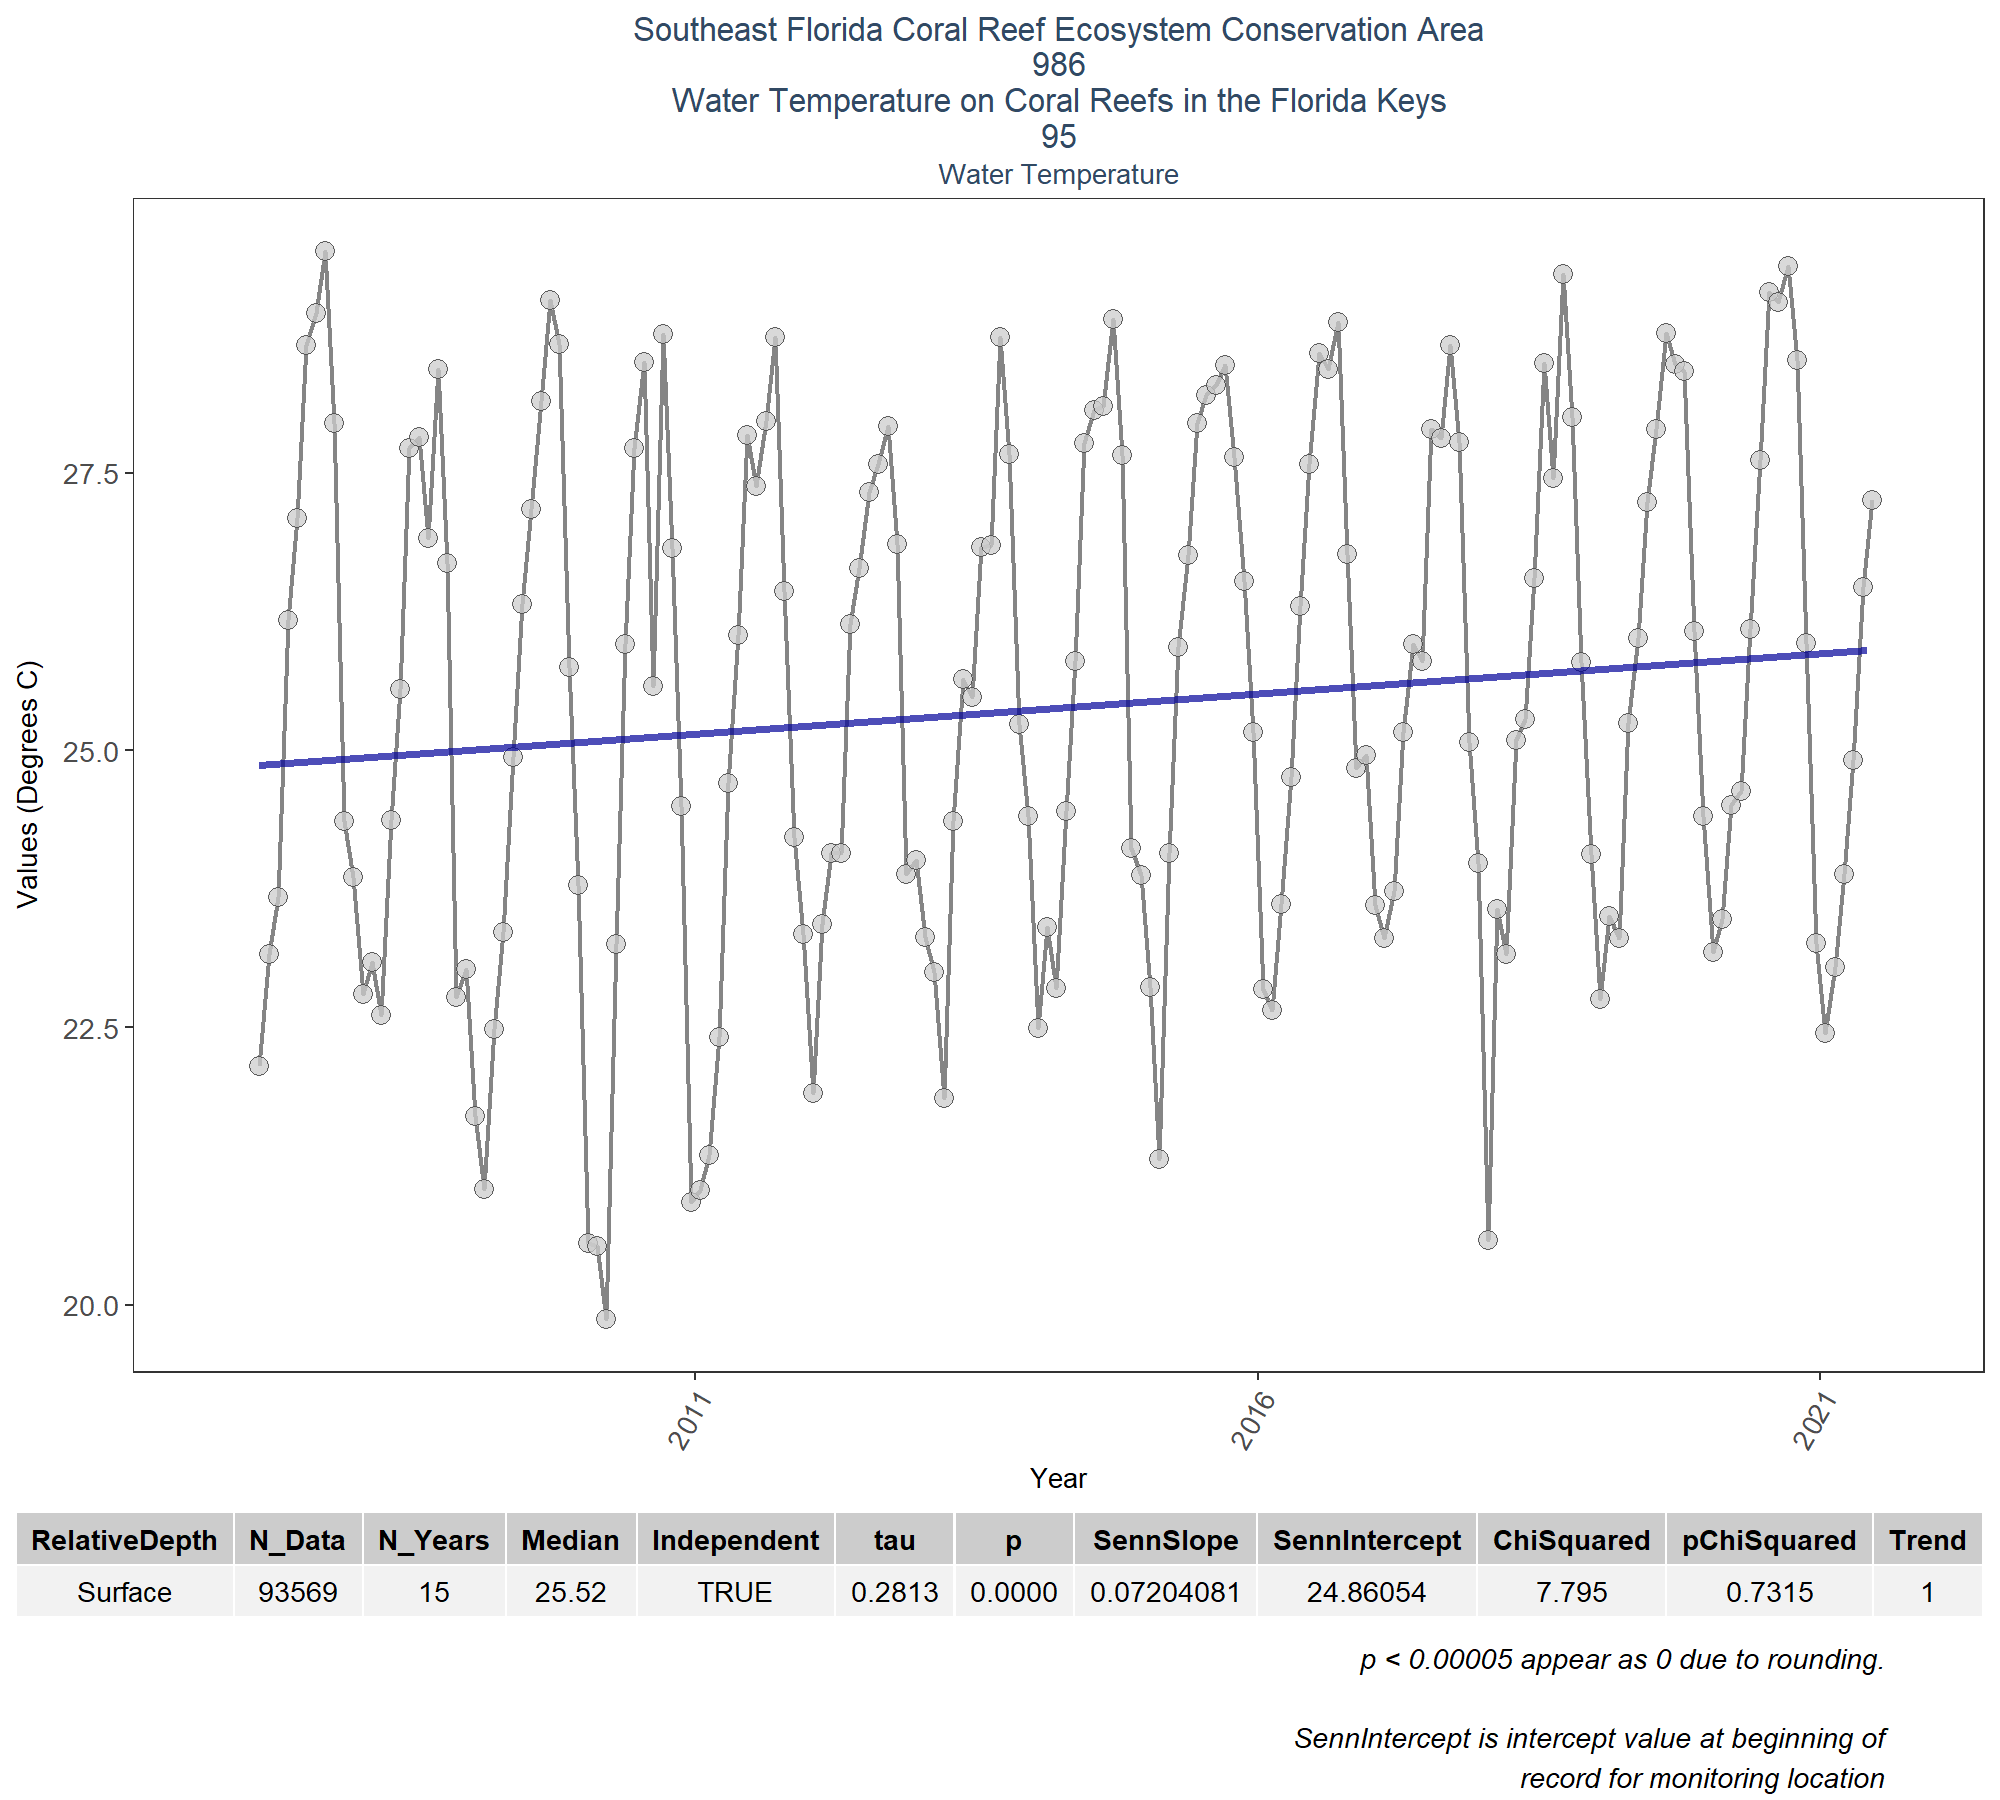 Southeast Florida Coral Reef Ecosystem Conservation Area
986
Water Temperature on Coral Reefs in the Florida Keys
95
Water Temperature
Values (Degrees C)
27.5
25.0
22.5
20.0
2011
2016
2021
Year
RelativeDepth N_Data N_Years Median Independent tau p SennSlope SennIntercept ChiSquared pChiSquared Trend
Surface 93569 15 25.52 TRUE 0.2813 0.0000 0.07204081 24.86054 7.795 0.7315 1
p < 0.00005 appear as 0 due to rounding.
SennIntercept is intercept value at beginning of
record for monitoring location